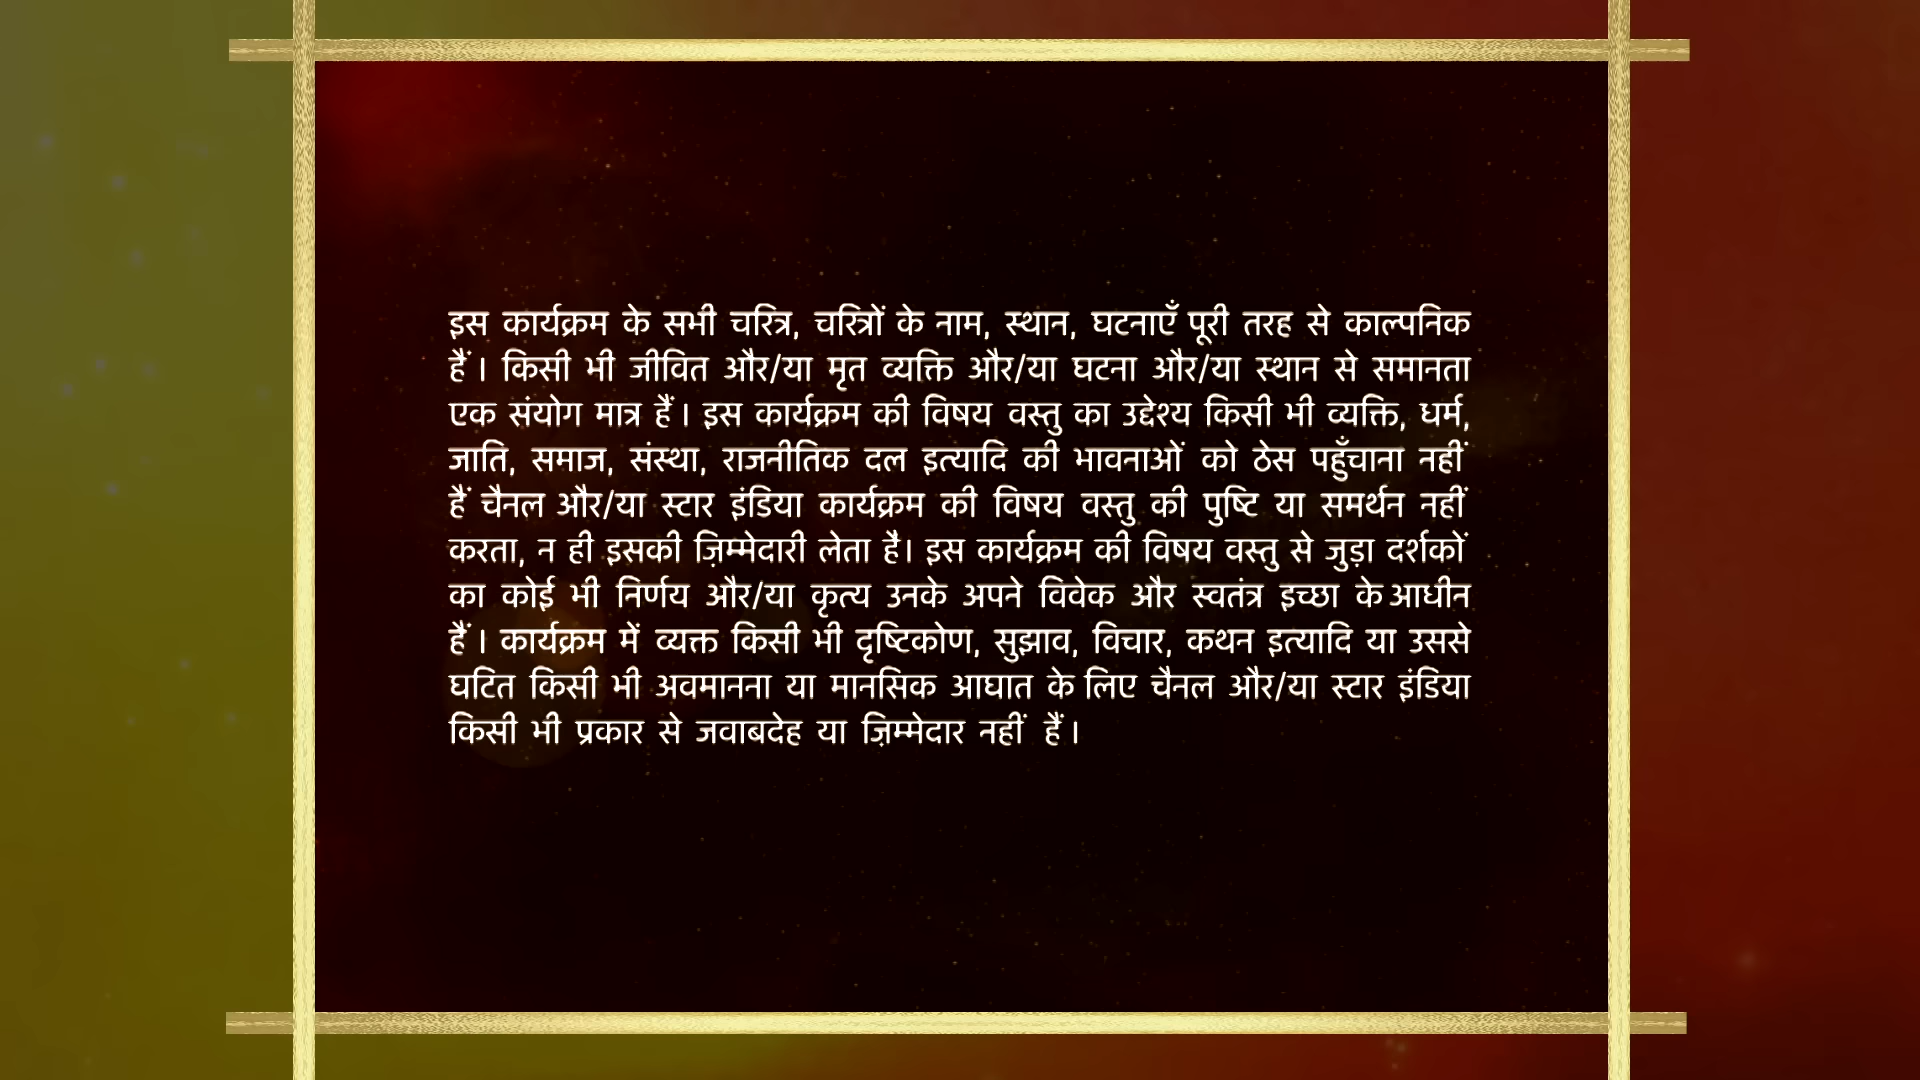 इस कार्यक्रम के सभी चरित्र, चरित्रों के नाम, स्थान, घटनाएँ पूरी तरह से काल्पनिक
हैं । किसी भी जीवित और/या मृत व्यक्ति और/या घटना और/या स्थान से समानता
एक संयोग मात्र हैं । इस कार्यक्रम की विषय वस्तु का उद्देश्य किसी भी व्यक्ति, धर्म,
जाति, समाज, संस्था, राजनीतिक दल इत्यादि की भावनाओं को ठेस पहुँचाना नहीं
हैं चैनल और/या स्टार इंडिया कार्यक्रम की विषय वस्तु की पुष्टि या समर्थन नहीं
करता, न ही इसकी ज़िम्मेदारी लेता है। इस कार्यक्रम की विषय वस्तु से जुड़ा दर्शकों
का कोई भी निर्णय और/या कृत्य उनके अपने विवेक और स्वतंत्र इच्छा के आधीन
हैं । कार्यक्रम में व्यक्त किसी भी दृष्टिकोण, सुझाव, विचार, कथन इत्यादि या उससे
घटित किसी भी अवमानना या मानसिक आघात के लिए चैनल और/या स्टार इंडिया
किसी भी प्रकार से जवाबदेह या ज़िम्मेदार नहीं हैं ।